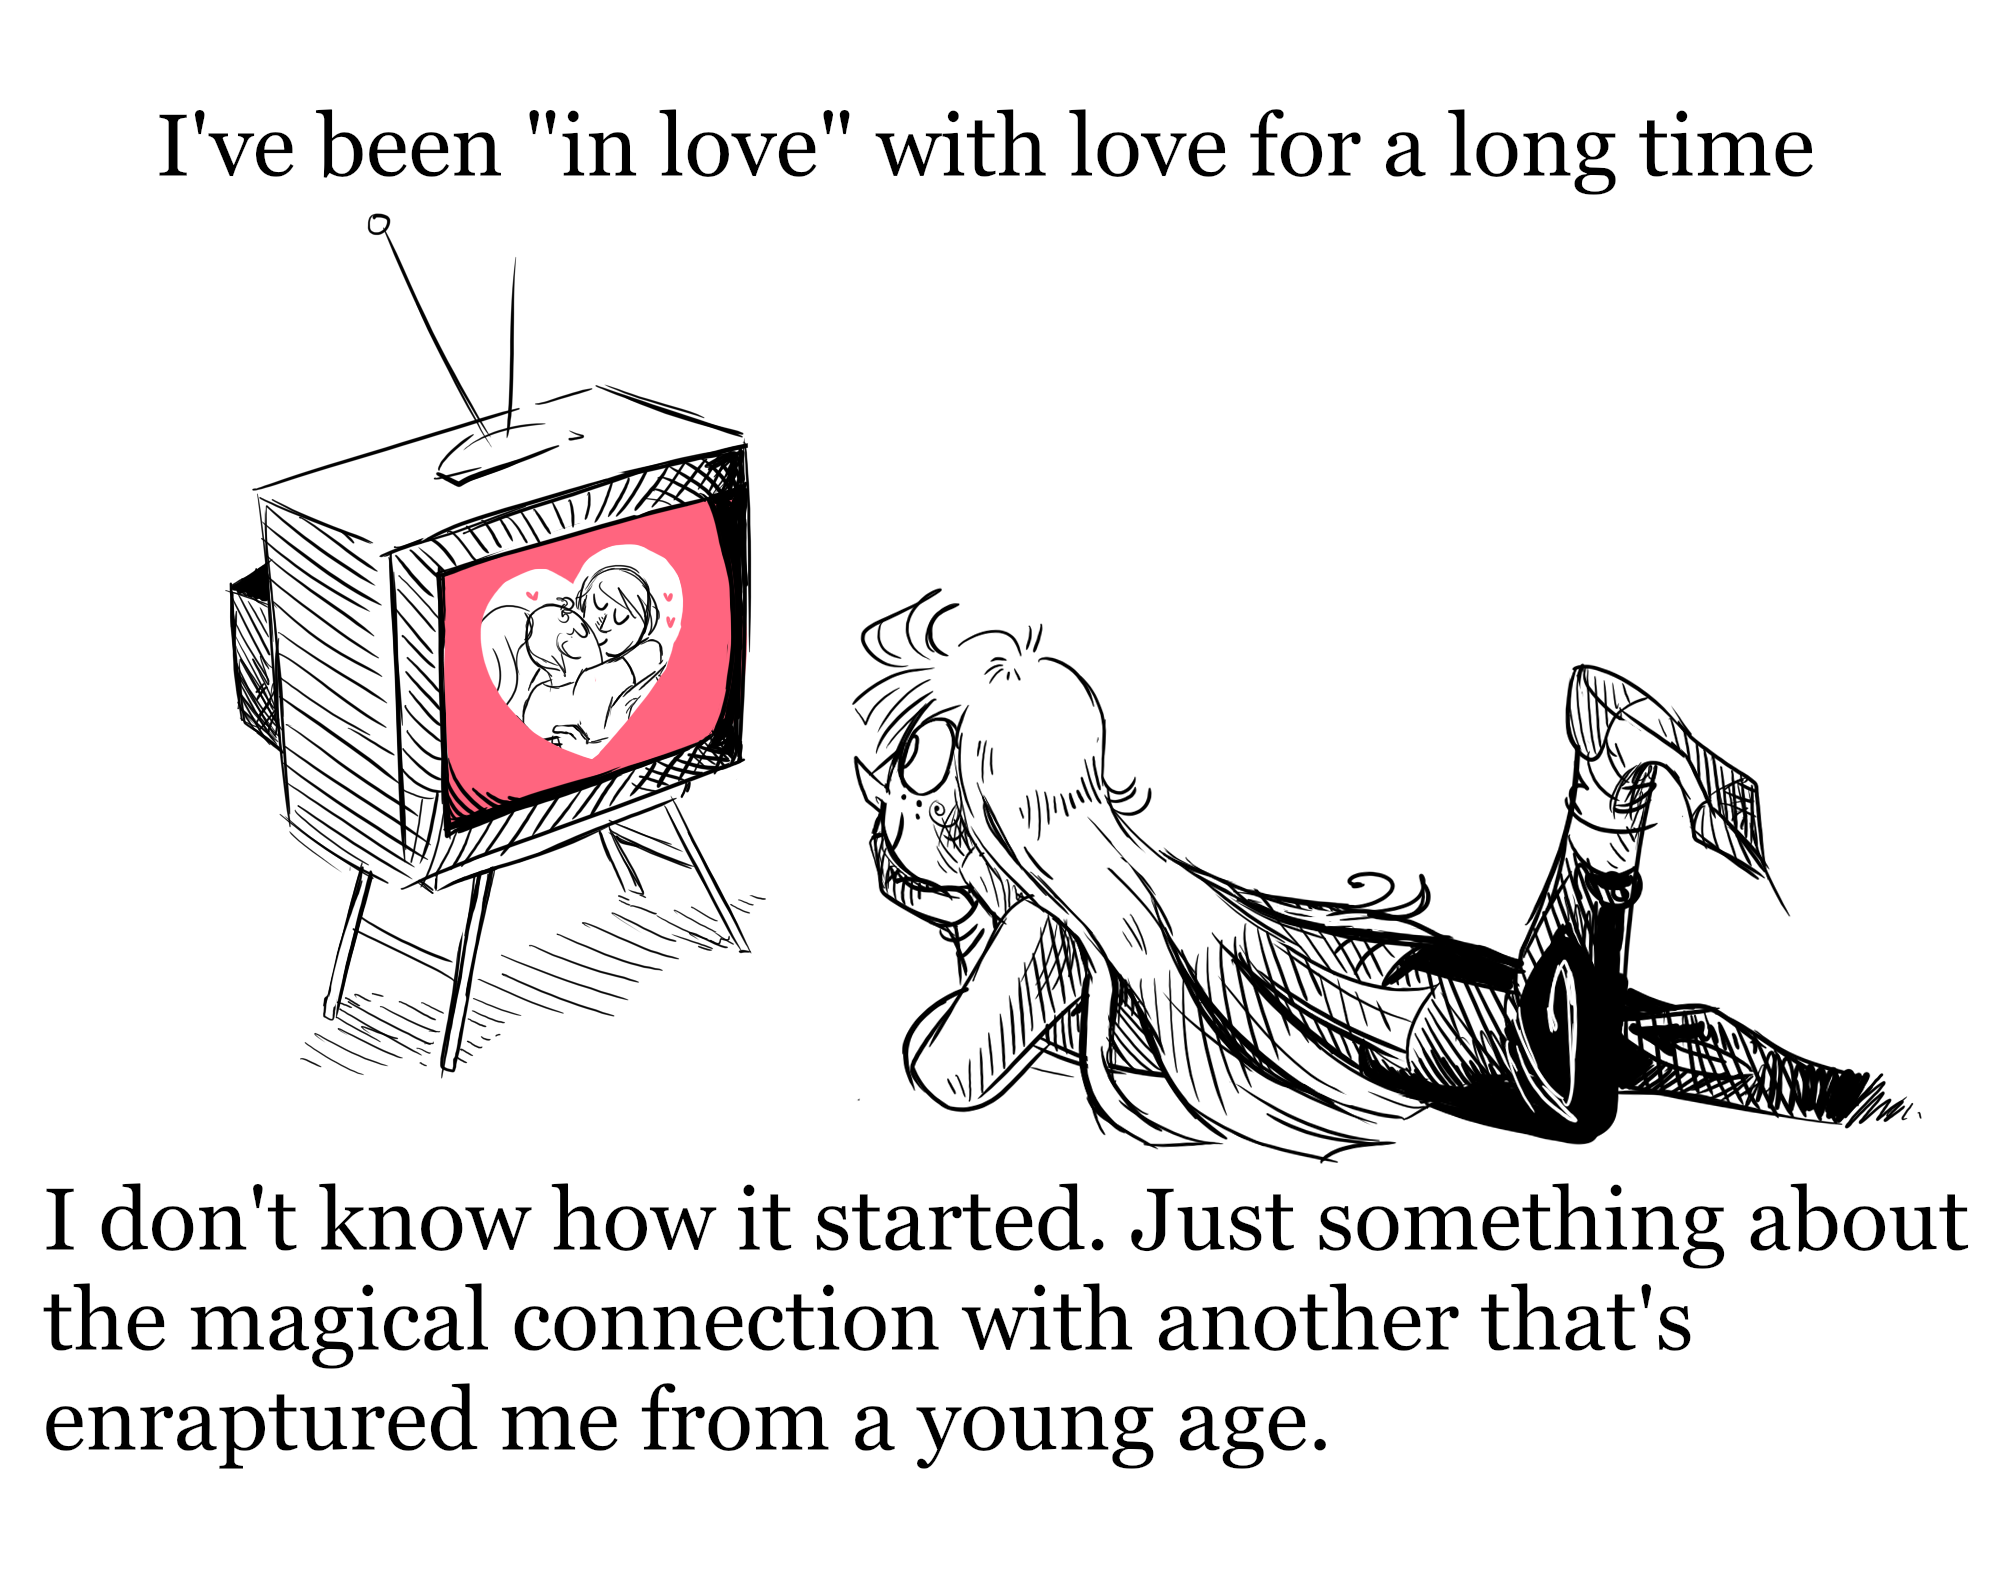 I've been "in love" with love for a long time
I don't know how it started. Just something about
the magical connection with another that's
enraptured me from a young age.